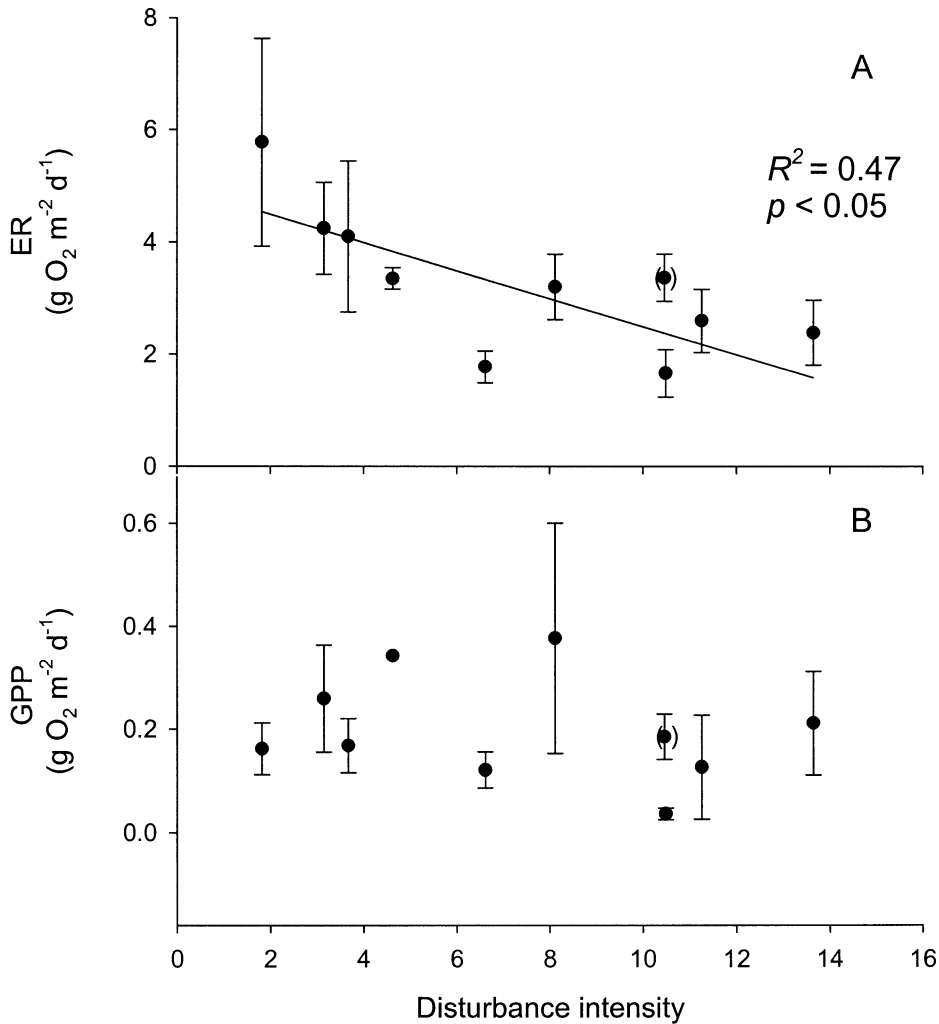 8
A
6
R² = 0.47
p < 0.05
ER
(g O₂ m⁻² d⁻¹)
4
( )
2
0
B
0.6
0.4
GPP
(g O₂ m⁻² d⁻¹)
0.2
( )
0.0
0 2 4 6 8 10 12 14 16
Disturbance intensity